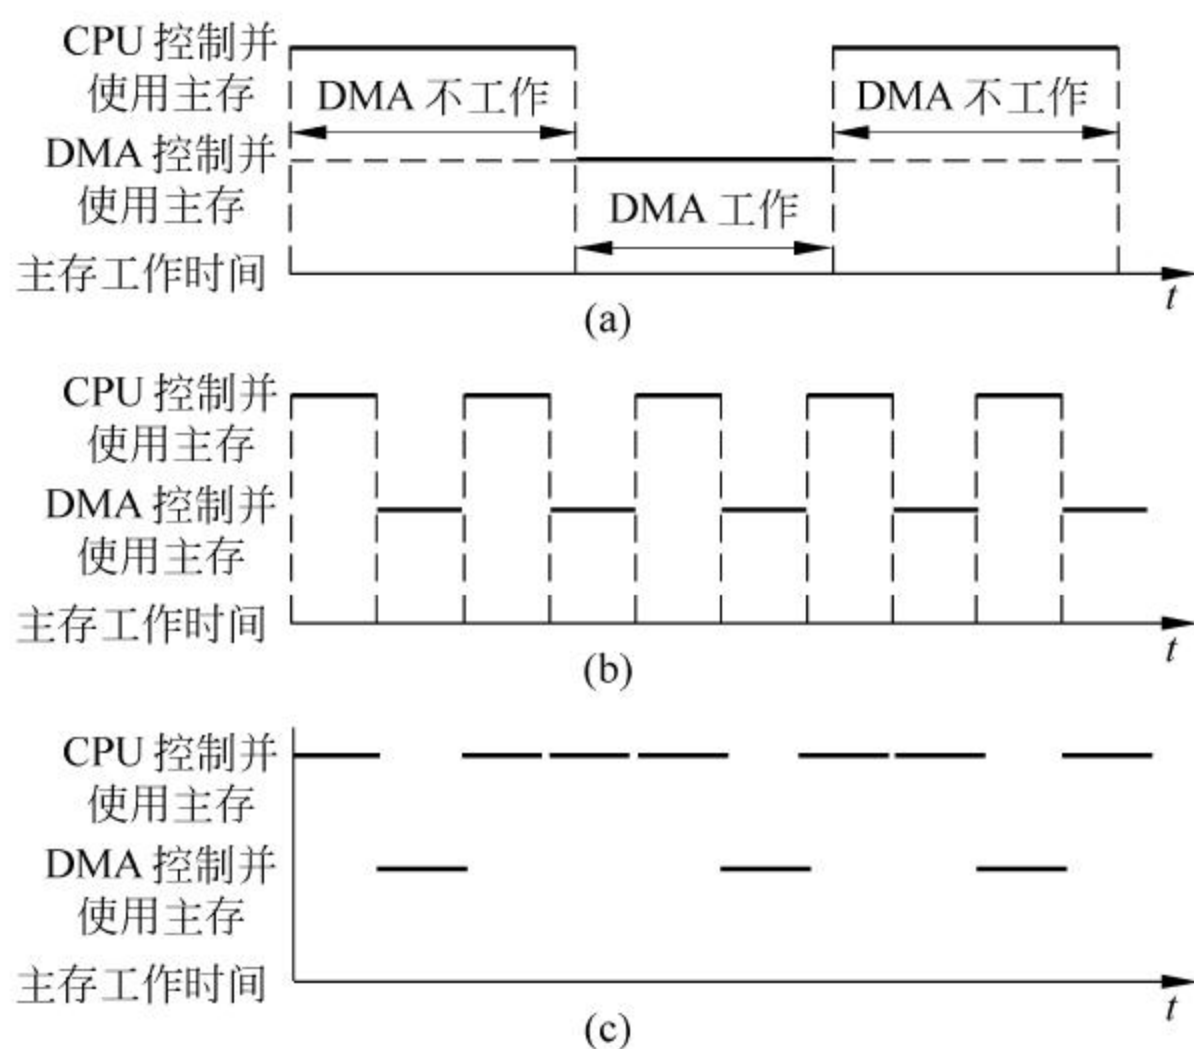 CPU 控制并
使用主存
DMA 不工作
DMA 不工作
DMA 控制并
使用主存
DMA 工作
主存工作时间
t
(a)
CPU 控制并
使用主存
DMA 控制并
使用主存
主存工作时间
t
(b)
CPU 控制并
使用主存
DMA 控制并
使用主存
主存工作时间
t
(c)